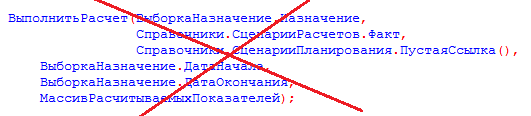 ВыполнитьРасчет(ВыборкаНазначение.Назначение,
Справочники.СценарииРасчетов.Факт,
Справочники.СценарииПланирования.ПустаяСсылка(),
ВыборкаНазначение.ДатаНачала,
ВыборкаНазначение.ДатаОкончания,
МассивРасчитываемыхПоказателей);